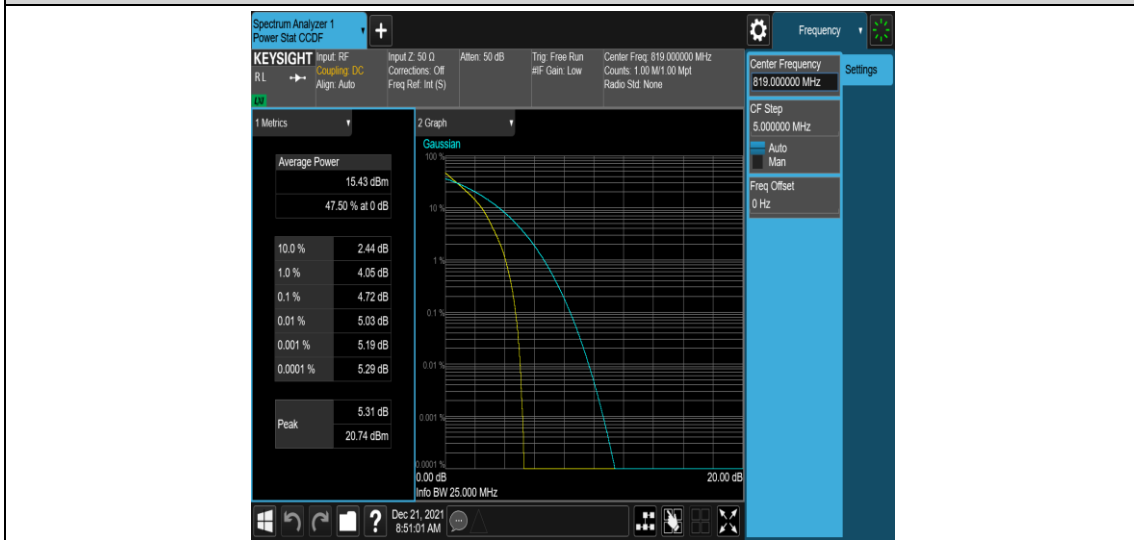 Spectrum Analyzer 1
Power Stat CCDF
+
Frequency
KEYSIGHT
RL
Input: RF
Coupling: DC
Align: Auto
Input Z: 50 Ω
Corrections: Off
Freq Ref: Int (S)
Atten: 50 dB
Trig: Free Run
#IF Gain: Low
Center Freq: 819.000000 MHz
Counts: 1.00 M/1.00 Mpt
Radio Std: None
Center Frequency
819.000000 MHz
Settings
CF Step
5.000000 MHz
Auto
Man
Freq Offset
0 Hz
1 Metrics
Average Power
15.43 dBm
47.50 % at 0 dB
10.0 % 2.44 dB
1.0 % 4.05 dB
0.1 % 4.72 dB
0.01 % 5.03 dB
0.001 % 5.19 dB
0.0001 % 5.29 dB
Peak
5.31 dB
20.74 dBm
2 Graph
Gaussian
100 %
10 %
1 %
0.1 %
0.01 %
0.001 %
0.0001 %
0.00 dB 20.00 dB
Info BW 25.000 MHz
?
Dec 21, 2021
8:51:01 AM